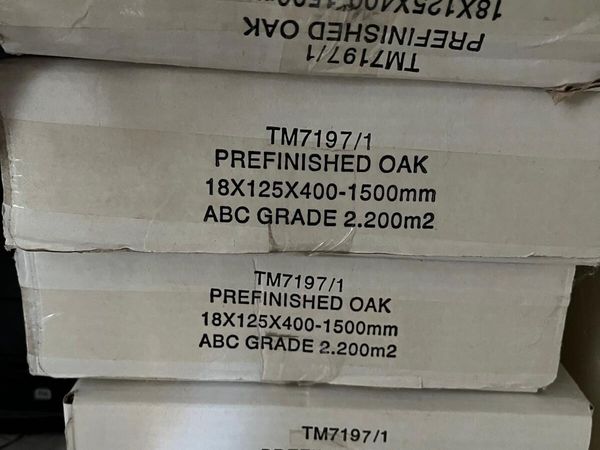 18X125X400-1500mm
PREFINISHED OAK
TM7197/1
TM7197/1
PREFINISHED OAK
18X125X400-1500mm
ABC GRADE 2.200m2
TM7197/1
PREFINISHED OAK
18X125X400-1500mm
ABC GRADE 2.200m2
TM7197/1